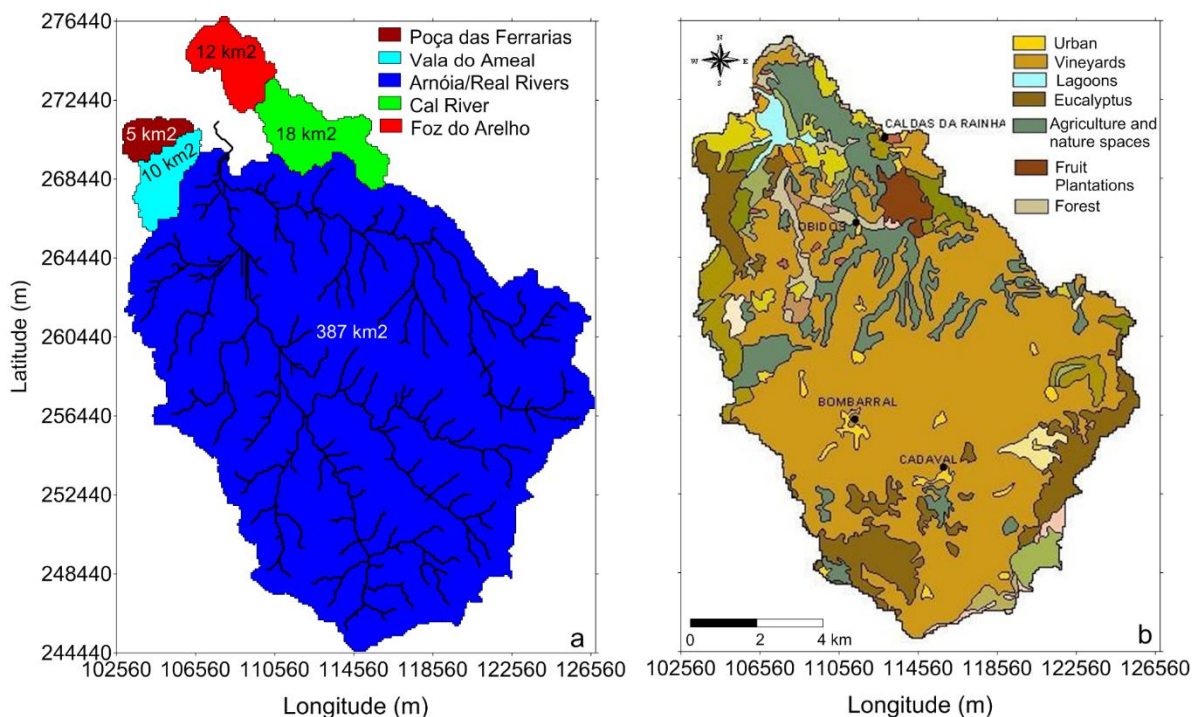 276440
272440
268440
264440
260440
256440
252440
248440
244440
Latitude (m)
12 km2
5 km2
10 km2
18 km2
387 km2
Poça das Ferrarias
Vala do Ameal
Arnóia/Real Rivers
Cal River
Foz do Arelho
a
102560 106560 110560 114560 118560 122560 126560
Longitude (m)
N
W E
S
Urban
Vineyards
Lagoons
Eucalyptus
Agriculture and
nature spaces
Fruit
Plantations
Forest
CALDAS DA RAINHA
OBIDOS
BOMBARRAL
CADAVAL
0 2 4 km
b
102560 106560 110560 114560 118560 122560 126560
Longitude (m)